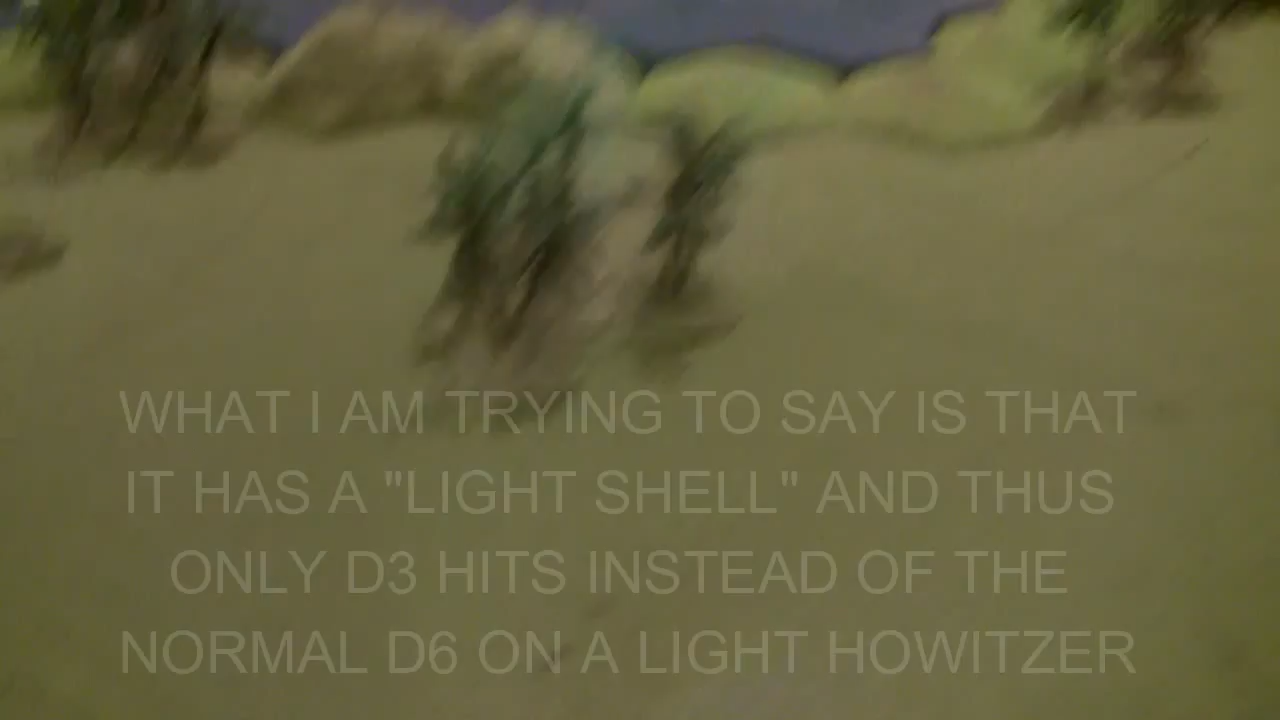 WHAT I AM TRYING TO SAY IS THAT
IT HAS A "LIGHT SHELL" AND THUS
ONLY D3 HITS INSTEAD OF THE
NORMAL D6 ON A LIGHT HOWITZER